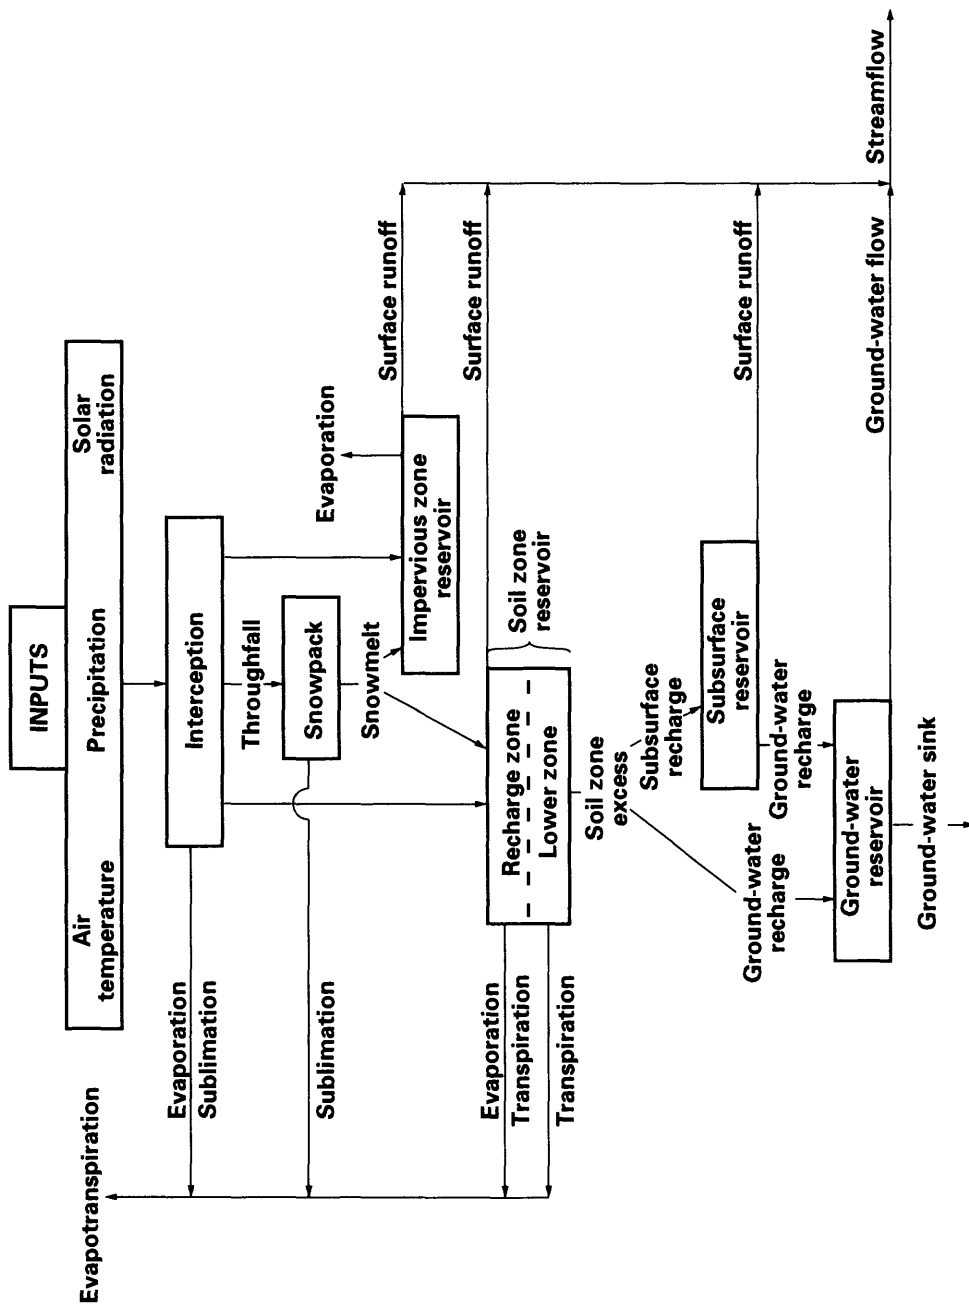 INPUTS
Air
temperature
Precipitation
Solar
radiation
Evapotranspiration
Evaporation
Sublimation
Interception
Throughfall
Sublimation
Snowpack
Evaporation
Snowmelt
Impervious zone
reservoir
Surface runoff
Surface runoff
Evaporation
Transpiration
Transpiration
Recharge zone
Lower zone
Soil zone
reservoir
Soil zone
excess
Subsurface
recharge
Subsurface
reservoir
Surface runoff
Ground-water
recharge
Ground-water
recharge
Ground-water
reservoir
Ground-water flow
Streamflow
Ground-water sink